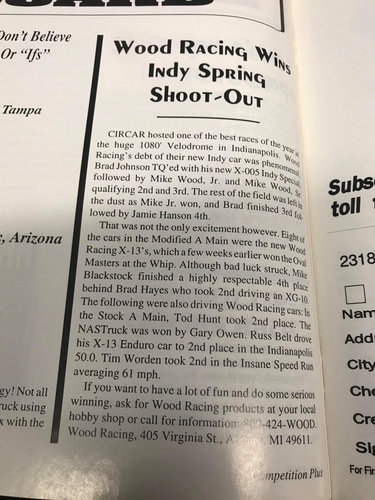 Don't Believe
Or "Ifs"
Tampa
, Arizona
gy! Not all
ruck using
x with the
Wood Racing Wins
Indy Spring
Shoot-Out
CIRCAR hosted one of the best races of the year at
the huge 1080' Velodrome in Indianapolis. Wood
Racing's debt of their new Indy car was phenomenal.
Brad Johnson TQ'ed with his new X-005 Indy Special,
followed by Mike Wood, Jr. and Mike Wood, Sr.
qualifying 2nd and 3rd. The rest of the field was left in
the dust as Mike Jr. won, and Brad finished 3rd fol-
lowed by Jamie Hanson 4th.
That was not the only excitement however. Eight of
the cars in the Modified A Main were the new Wood
Racing X-13's, which a few weeks earlier won the Oval
Masters at the Whip. Although bad luck struck, Mike
Blackstock finished a highly respectable 4th place
behind Brad Hayes who took 2nd driving an XG-10.
The following were also driving Wood Racing cars: In
the Stock A Main, Tod Hunt took 2nd place. The
NASTruck was won by Gary Owen. Russ Belt drove
his X-13 Enduro car to 2nd place in the Indianapolis
50.0. Tim Worden took 2nd in the Insane Speed Run
averaging 61 mph.
If you want to have a lot of fun and do some serious
winning, ask for Wood Racing products at your local
hobby shop or call for information: 800-424-WOOD.
Wood Racing, 405 Virginia St., MI 49611.
Competition Plus
Subs
toll
2318
Nam
Add
City
Che
Cre
Sig
For Fir